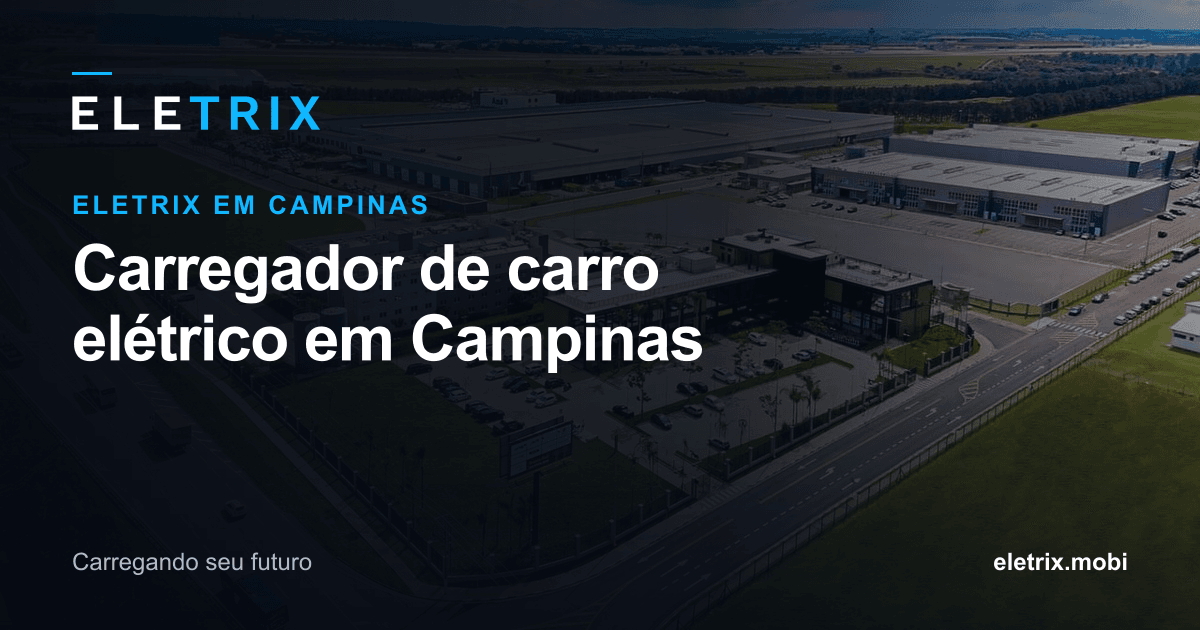 ELETRIX
ELETRIX EM CAMPINAS
Carregador de carro
elétrico em Campinas
Carregando seu futuro
eletrix.mobi